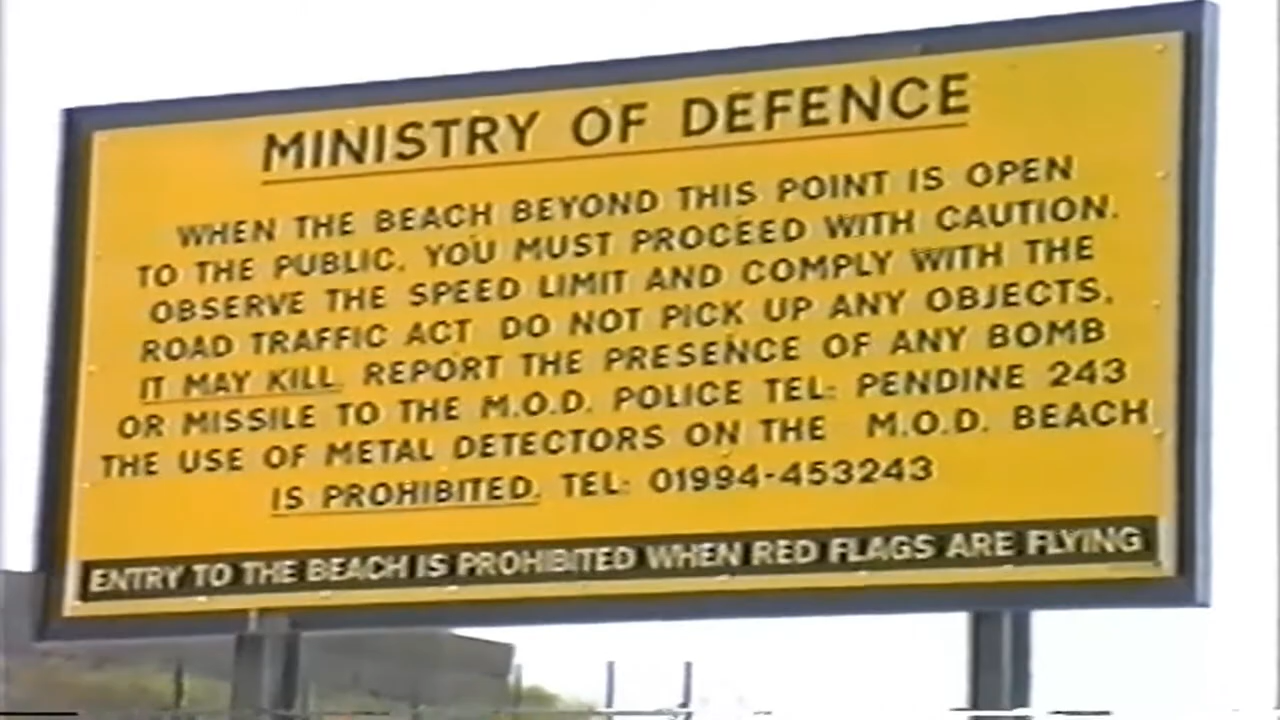 MINISTRY OF DEFENCE
WHEN THE BEACH BEYOND THIS POINT IS OPEN
TO THE PUBLIC. YOU MUST PROCEED WITH CAUTION.
OBSERVE THE SPEED LIMIT AND COMPLY WITH THE
ROAD TRAFFIC ACT DO NOT PICK UP ANY OBJECTS.
IT MAY KILL. REPORT THE PRESENCE OF ANY BOMB
OR MISSILE TO THE M.O.D. POLICE TEL: PENDINE 243
THE USE OF METAL DETECTORS ON THE M.O.D. BEACH
IS PROHIBITED. TEL: 01994-453243
ENTRY TO THE BEACH IS PROHIBITED WHEN RED FLAGS ARE FLYING